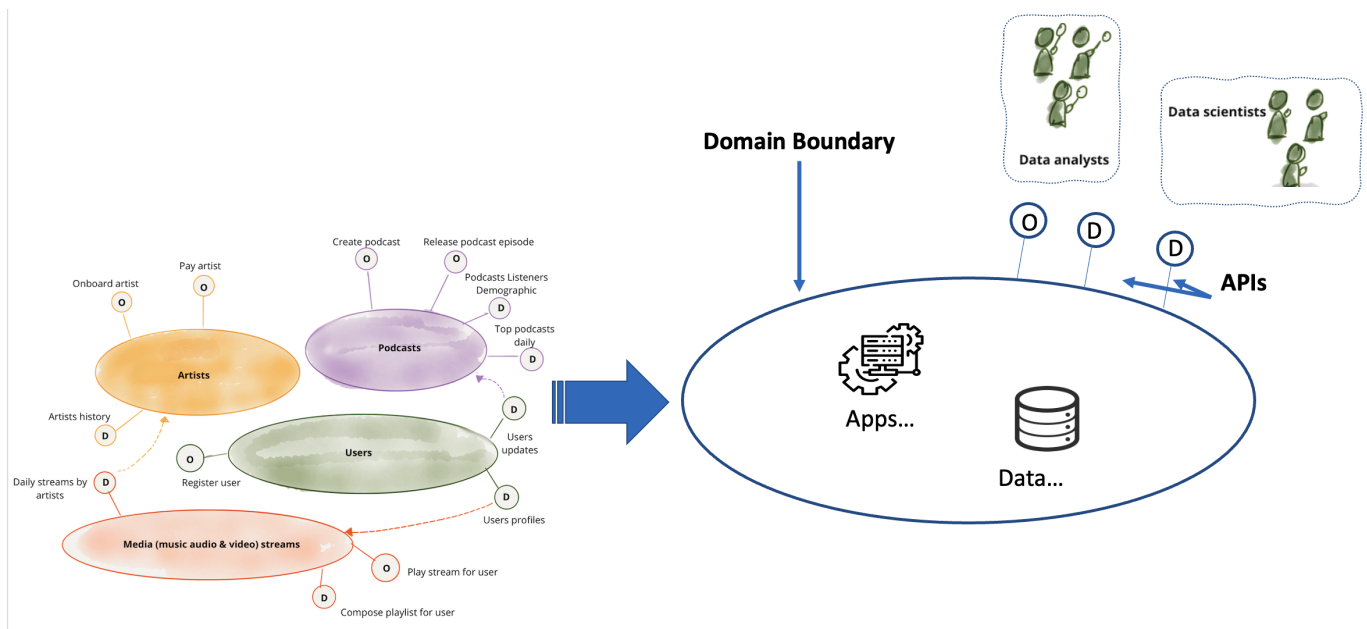 Create podcast
O
Release podcast episode
O
Podcasts Listeners
Demographic
D
Top podcasts
daily
D
Podcasts
Pay artist
O
Onboard artist
O
Artists
Artists history
D
D
Users
updates
Users
O
Register user
D
Users profiles
Daily streams by
artists
D
Media (music audio & video) streams
O
Play stream for user
D
Compose playlist for user
Domain Boundary
Data analysts
Data scientists
O
D
D
APIs
Apps...
Data...